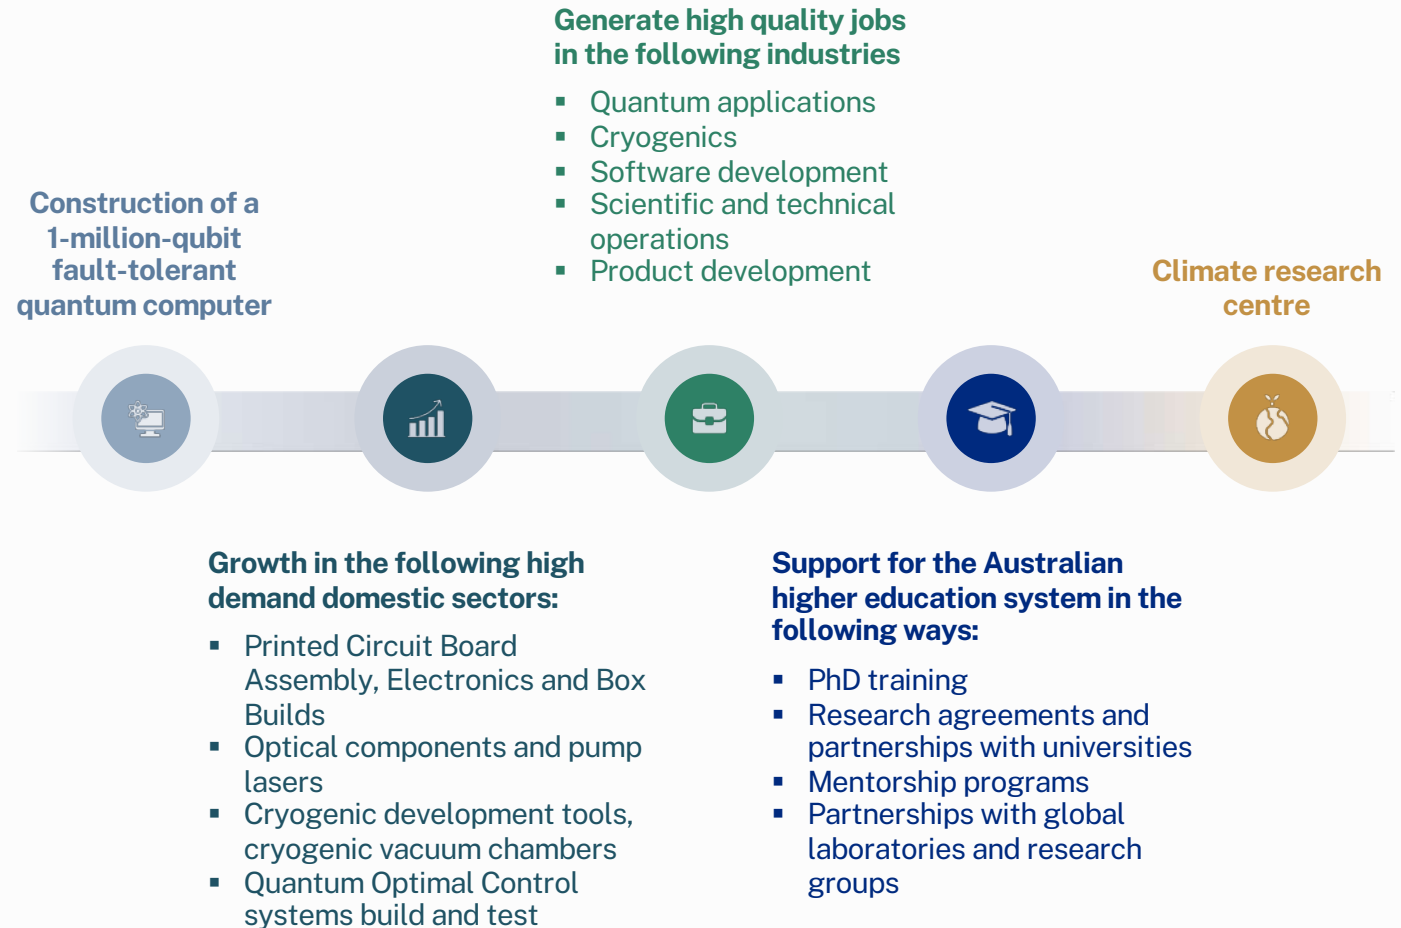 Generate high quality jobs
in the following industries
▪ Quantum applications
▪ Cryogenics
▪ Software development
▪ Scientific and technical
operations
▪ Product development
Construction of a
1-million-qubit
fault-tolerant
quantum computer
Climate research
centre
Growth in the following high
demand domestic sectors:
▪ Printed Circuit Board
Assembly, Electronics and Box
Builds
▪ Optical components and pump
lasers
▪ Cryogenic development tools,
cryogenic vacuum chambers
▪ Quantum Optimal Control
systems build and test
Support for the Australian
higher education system in the
following ways:
▪ PhD training
▪ Research agreements and
partnerships with universities
▪ Mentorship programs
▪ Partnerships with global
laboratories and research
groups